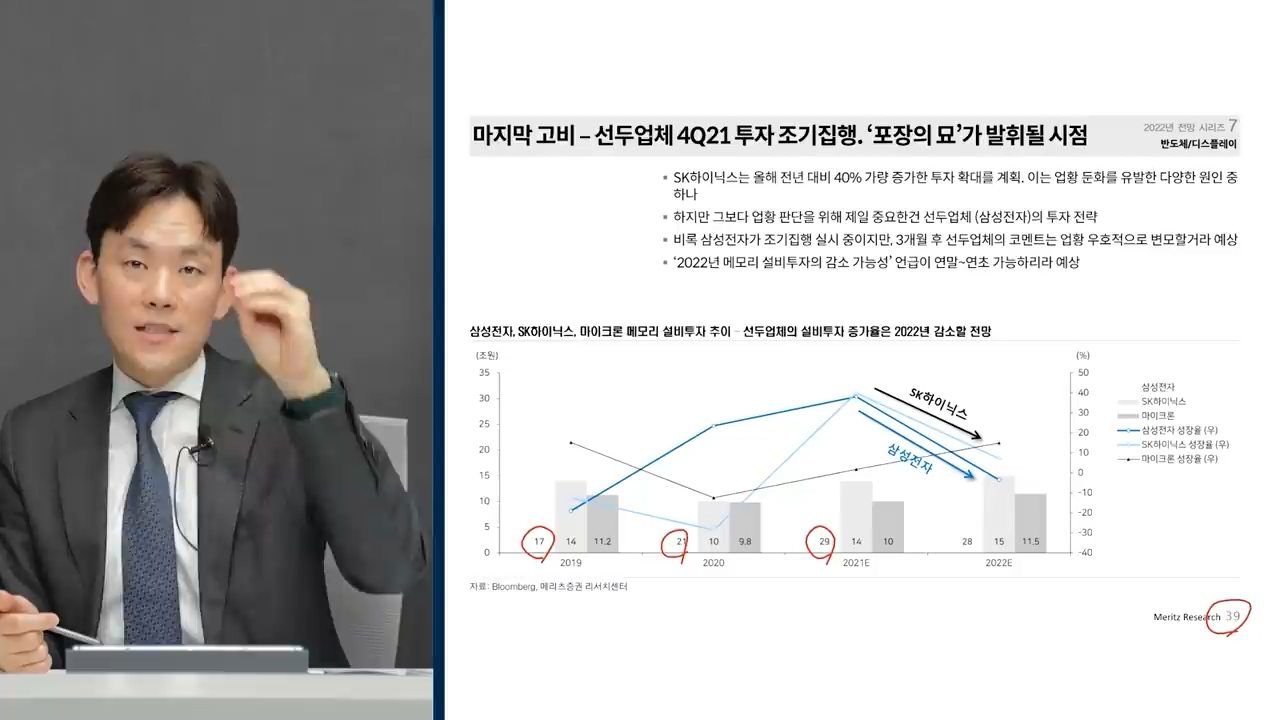 마지막 고비 – 선두업체 4Q21 투자 조기집행. ‘포장의 묘’가 발휘될 시점
2022년 전망 시리즈 7
반도체/디스플레이
▪ SK하이닉스는 올해 전년 대비 40% 가량 증가한 투자 확대를 계획. 이는 업황 둔화를 유발한 다양한 원인 중
하나
▪ 하지만 그보다 업황 판단을 위해 제일 중요한건 선두업체 (삼성전자)의 투자 전략
▪ 비록 삼성전자가 조기집행 실시 중이지만, 3개월 후 선두업체의 코멘트는 업황 우호적으로 변모할거라 예상
▪ ‘2022년 메모리 설비투자의 감소 가능성’ 언급이 연말~연초 가능하리라 예상
삼성전자, SK하이닉스, 마이크론 메모리 설비투자 추이 – 선두업체의 설비투자 증가율은 2022년 감소할 전망
(조원)
35
30
25
20
15
10
5
0
(%)
50
40
30
20
10
0
-10
-20
-30
-40
SK하이닉스
삼성전자
17 14 11.2
21 10 9.8
29 14 10
28 15 11.5
2019 2020 2021E 2022E
삼성전자
SK하이닉스
마이크론
삼성전자 성장율 (우)
SK하이닉스 성장율 (우)
마이크론 성장율 (우)
자료: Bloomberg, 메리츠증권 리서치센터
Meritz Research 39